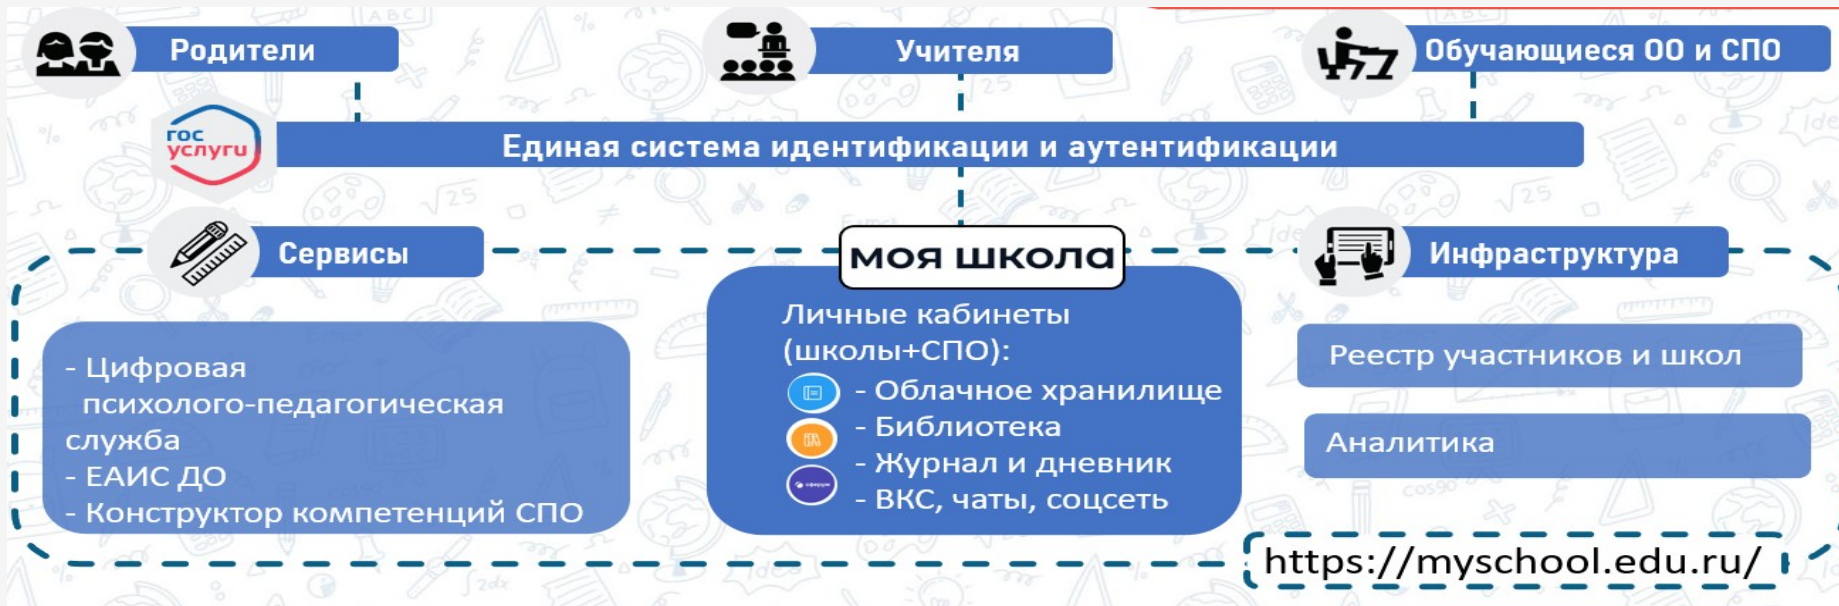 Родители
Учителя
Обучающиеся ОО и СПО
гос
услуги
Единая система идентификации и аутентификации
Сервисы
моя школа
Инфраструктура
- Цифровая
психолого-педагогическая
служба
- ЕАИС ДО
- Конструктор компетенций СПО
Личные кабинеты
(школы+СПО):
- Облачное хранилище
- Библиотека
- Журнал и дневник
- ВКС, чаты, соцсеть
сферум
Реестр участников и школ
Аналитика
https://myschool.edu.ru/